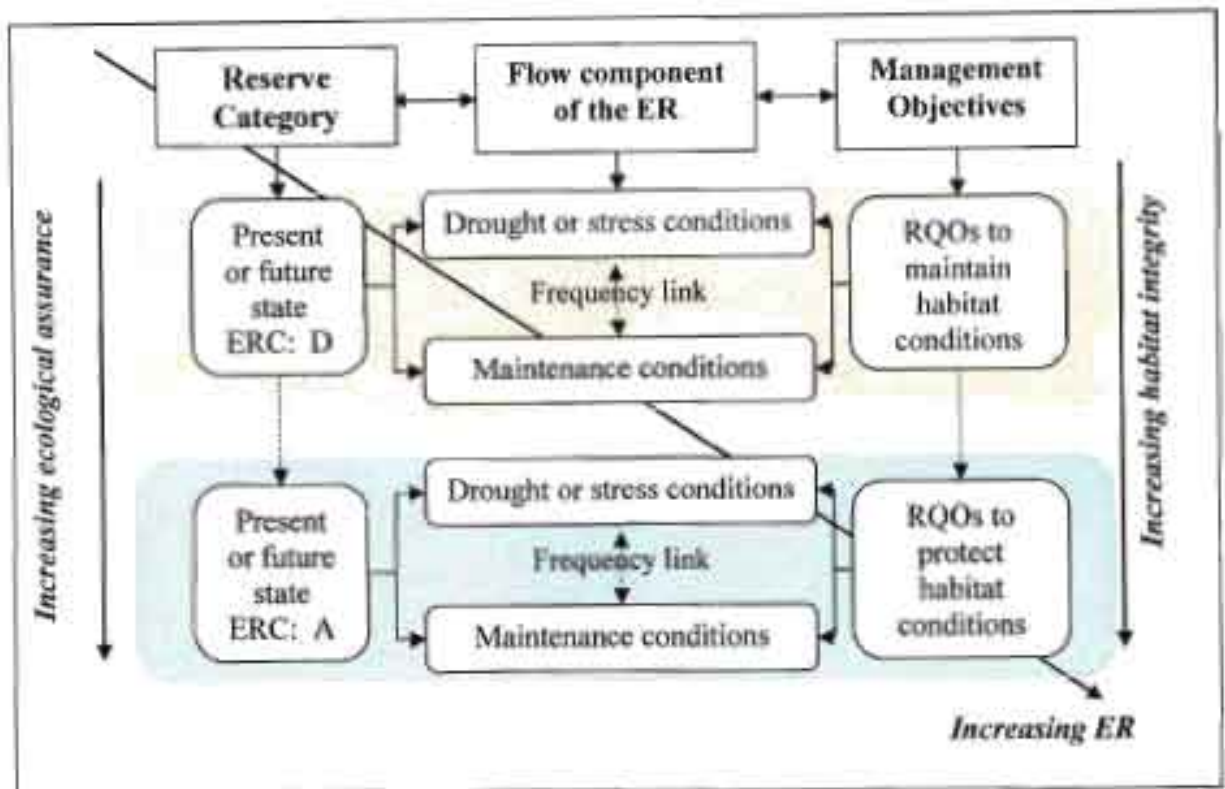 Reserve
Category
Flow component
of the ER
Management
Objectives
Increasing ecological assurance
Present
or future
state
ERC: D
Drought or stress conditions
Frequency link
Maintenance conditions
RQOs to
maintain
habitat
conditions
Increasing habitat integrity
Present
or future
state
ERC: A
Drought or stress conditions
Frequency link
Maintenance conditions
RQOs to
protect
habitat
conditions
Increasing ER